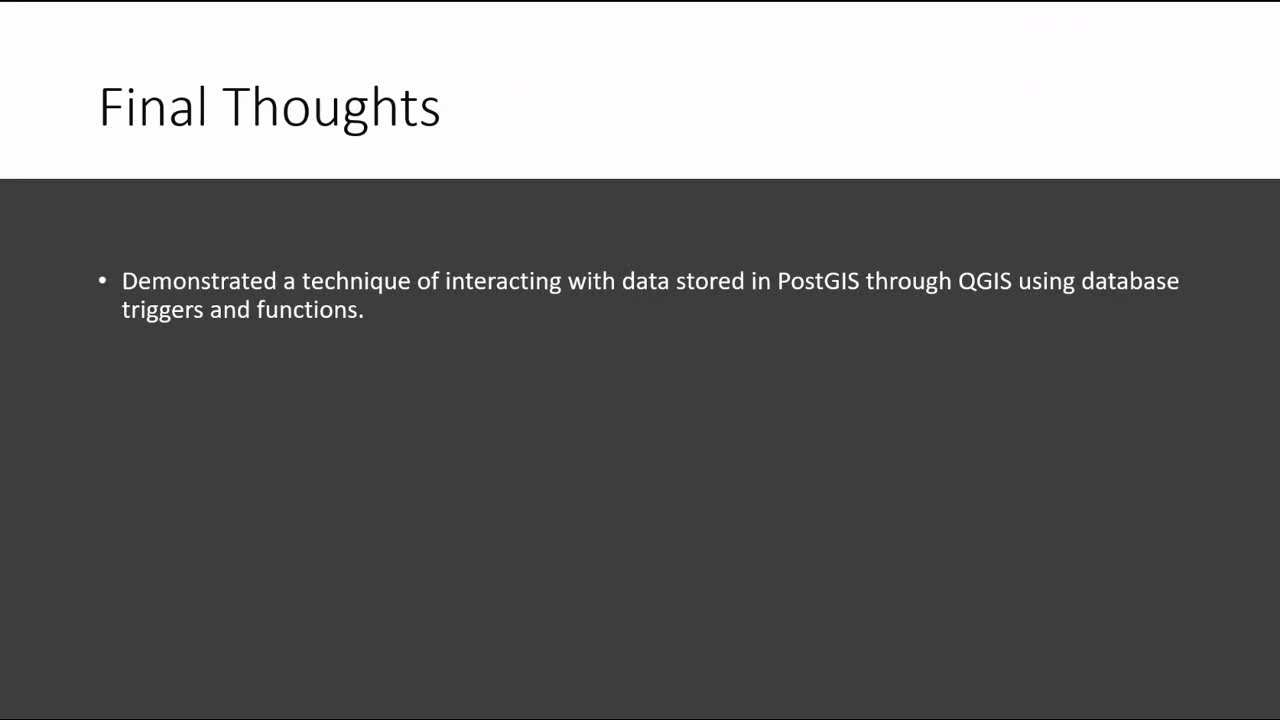 Final Thoughts
• Demonstrated a technique of interacting with data stored in PostGIS through QGIS using database
triggers and functions.